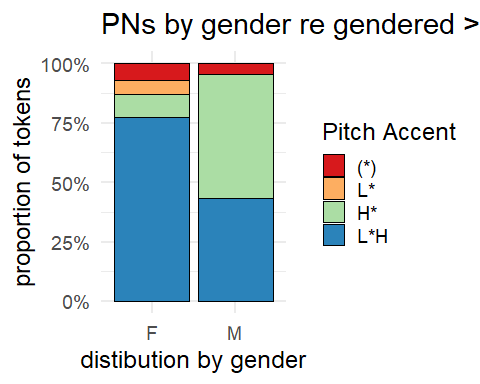 PNs by gender re gendered >
100%
75%
50%
25%
0%
proportion of tokens
F
M
distibution by gender
Pitch Accent
(*)
L*
H*
L*H